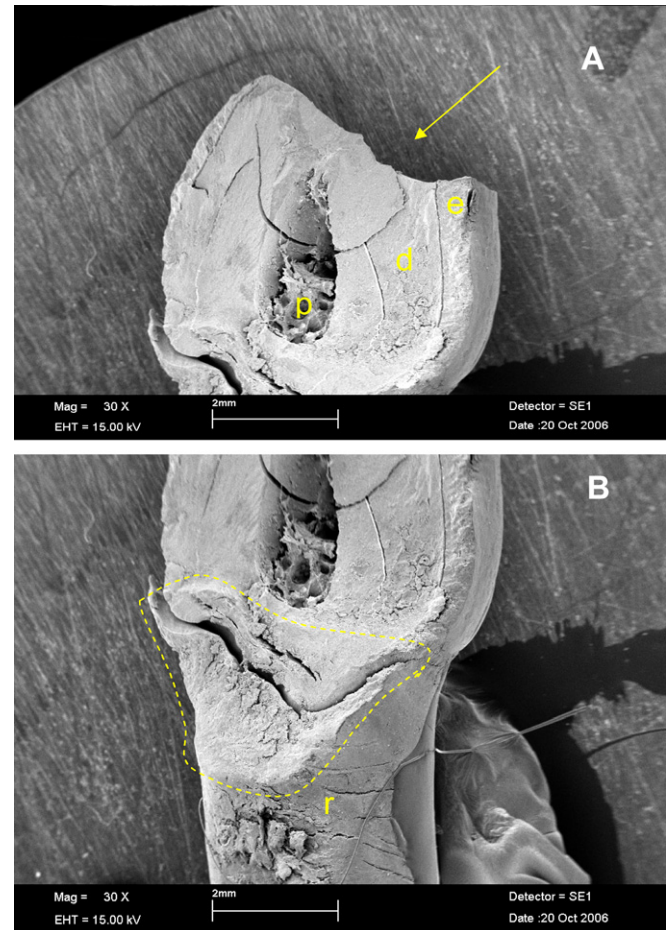 A
e
d
p
Mag = 30 X
2mm
Detector = SE1
EHT = 15.00 kV
Date :20 Oct 2006
B
r
Mag = 30 X
2mm
Detector = SE1
EHT = 15.00 kV
Date :20 Oct 2006